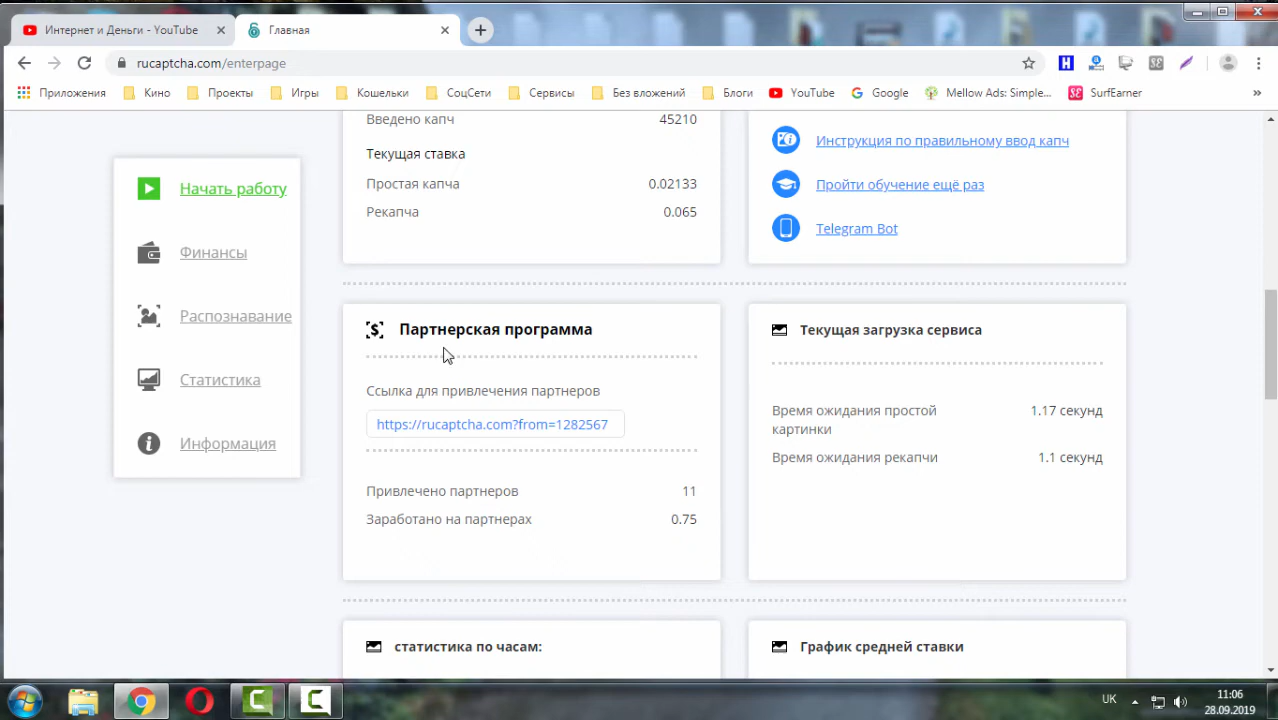 Интернет и Деньги - YouTube
Главная
rucaptcha.com/enterpage
Приложения
Кино
Проекты
Игры
Кошельки
СоцСети
Сервисы
Без вложений
Блоги
YouTube
Google
Mellow Ads: Simple...
SurfEarner
»
Начать работу
Финансы
Распознавание
Статистика
Информация
Введено капч 45210
Текущая ставка
Простая капча 0.02133
Рекапча 0.065
Инструкция по правильному ввод капч
Пройти обучение ещё раз
Telegram Bot
Партнерская программа
Ссылка для привлечения партнеров
https://rucaptcha.com?from=1282567
Привлечено партнеров 11
Заработано на партнерах 0.75
Текущая загрузка сервиса
Время ожидания простой 1.17 секунд
картинки
Время ожидания рекапчи 1.1 секунд
статистика по часам:
График средней ставки
UK
11:06
28.09.2019